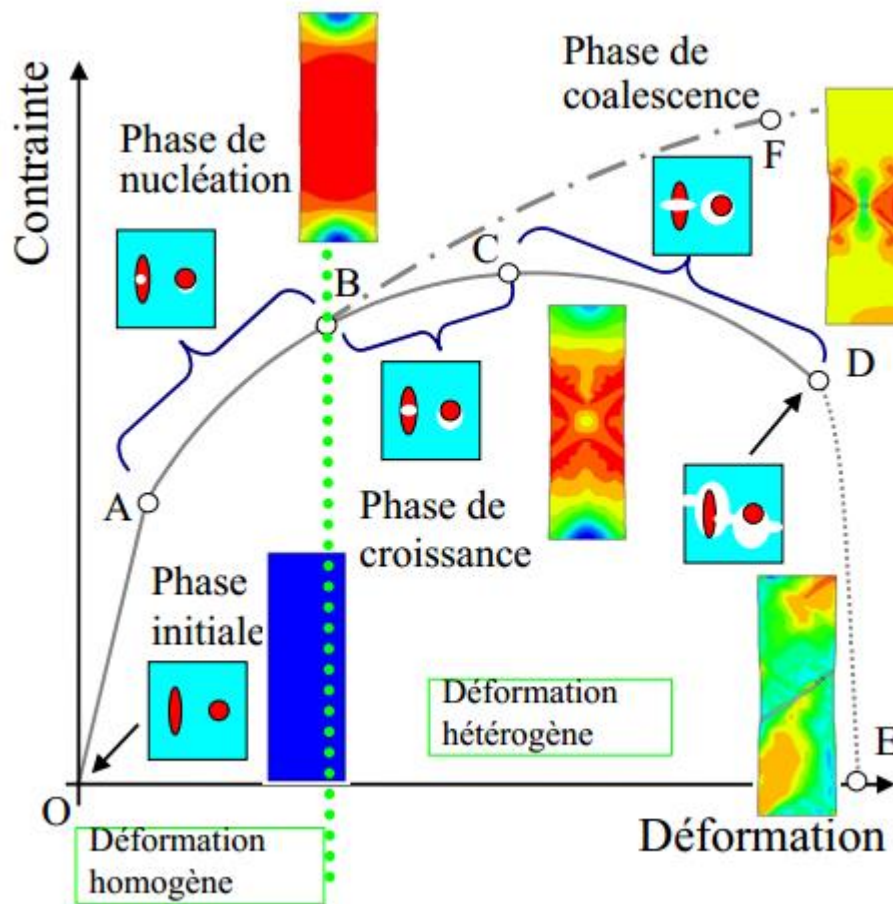 Contrainte
Phase de
nucléation
Phase de
coalescence
F
B
C
D
A
Phase de
croissance
Phase
initiale
Déformation
hétérogène
E
O
Déformation
Déformation
homogène